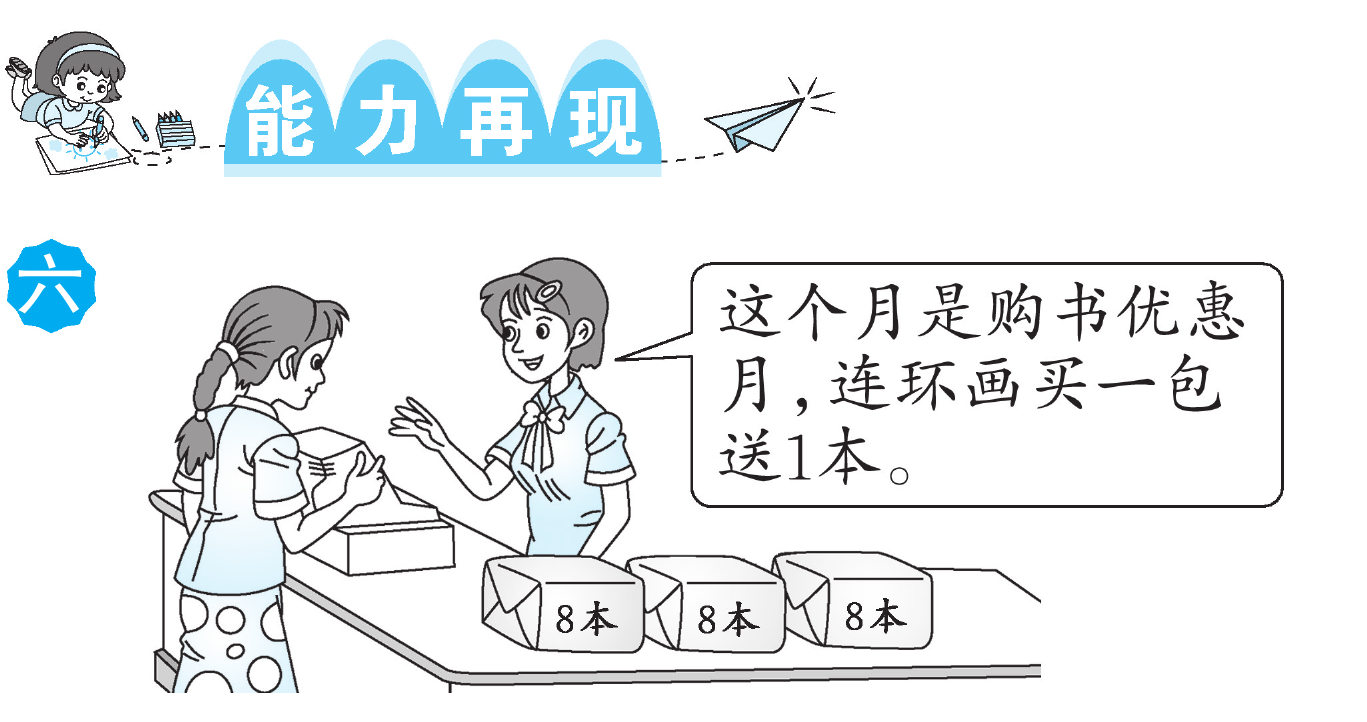 能力再现
六
这个月是购书优惠
月,连环画买一包
送1本。
8本 8本 8本